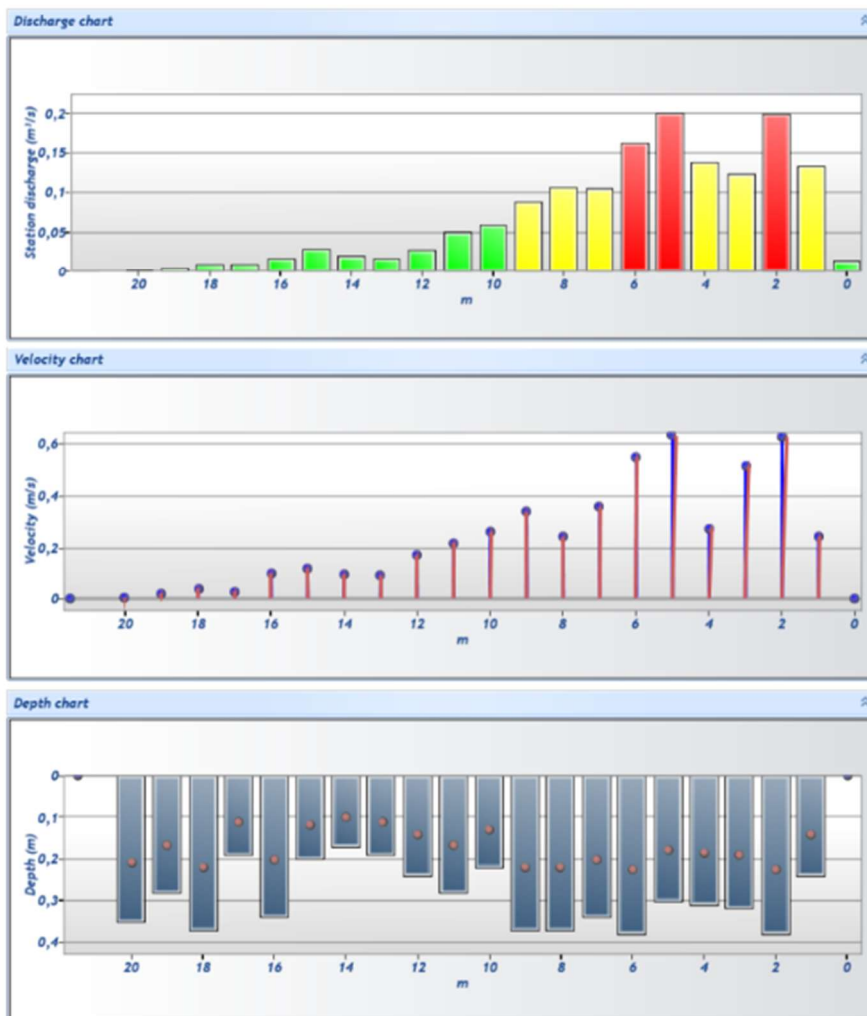 Discharge chart
Station discharge (m³/s)
0,2
0,15
0,1
0,05
0
20 18 16 14 12 10 8 6 4 2 0
m
Velocity chart
Velocity (m/s)
0,6
0,4
0,2
0
20 18 16 14 12 10 8 6 4 2 0
m
Depth chart
Depth (m)
0
0,1
0,2
0,3
0,4
20 18 16 14 12 10 8 6 4 2 0
m